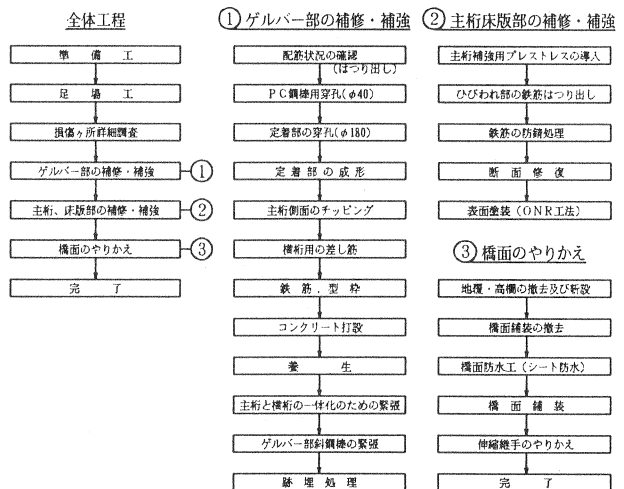 全体工程
準備工
足場工
損傷ヶ所詳細調査
ゲルバー部の補修・補強
①
主桁、床版部の補修・補強
②
橋面のやりかえ
③
完了
① ゲルバー部の補修・補強
配筋状況の確認
(はつり出し)
PC鋼棒用穿孔(φ40)
定着部の穿孔(φ180)
定着部の成形
主桁側面のチッピング
横桁用の差し筋
鉄筋．型枠
コンクリート打設
養生
主桁と横桁の一体化のための緊張
ゲルバー部斜鋼棒の緊張
跡埋処理
② 主桁床版部の補修・補強
主桁補強用プレストレスの導入
ひびわれ部の鉄筋はつり出し
鉄筋の防錆処理
断面修復
表面塗装(ONR工法)
③ 橋面のやりかえ
地覆・高欄の撤去及び新設
橋面舗装の撤去
橋面防水工(シート防水)
橋面舗装
伸縮継手のやりかえ
完了